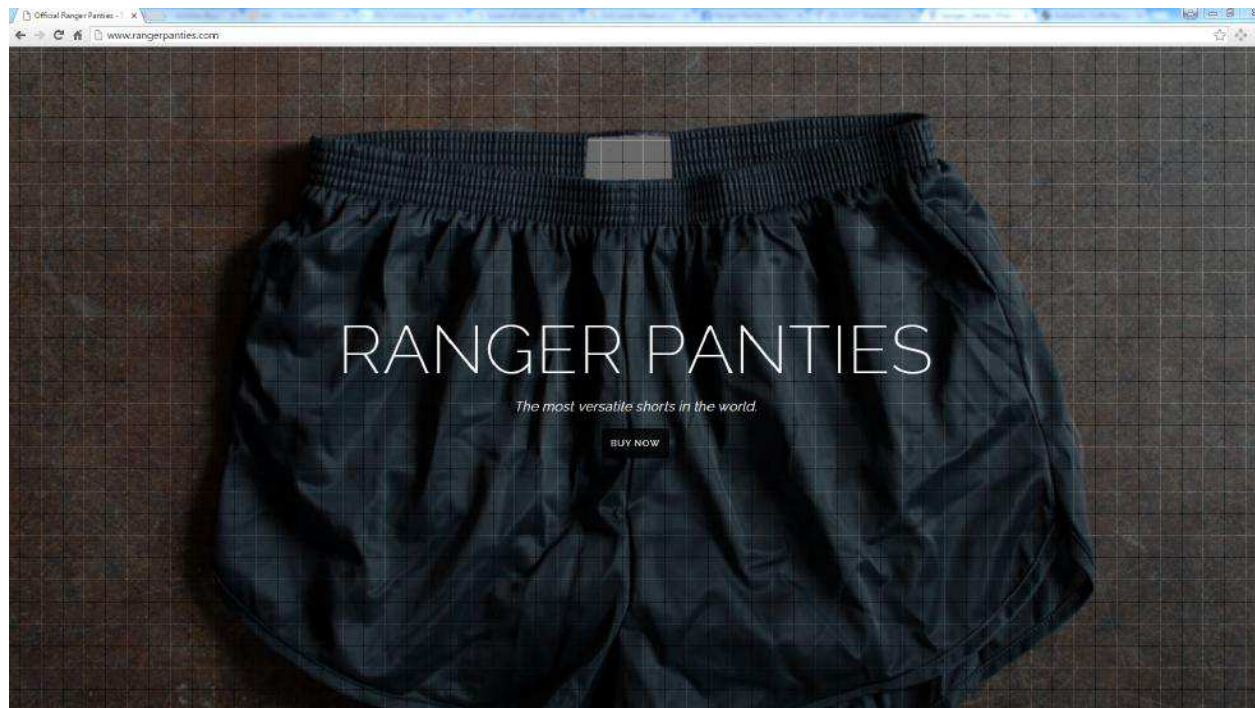 Official Ranger Panties -
www.rangerpanties.com
RANGER PANTIES
The most versatile shorts in the world.
BUY NOW